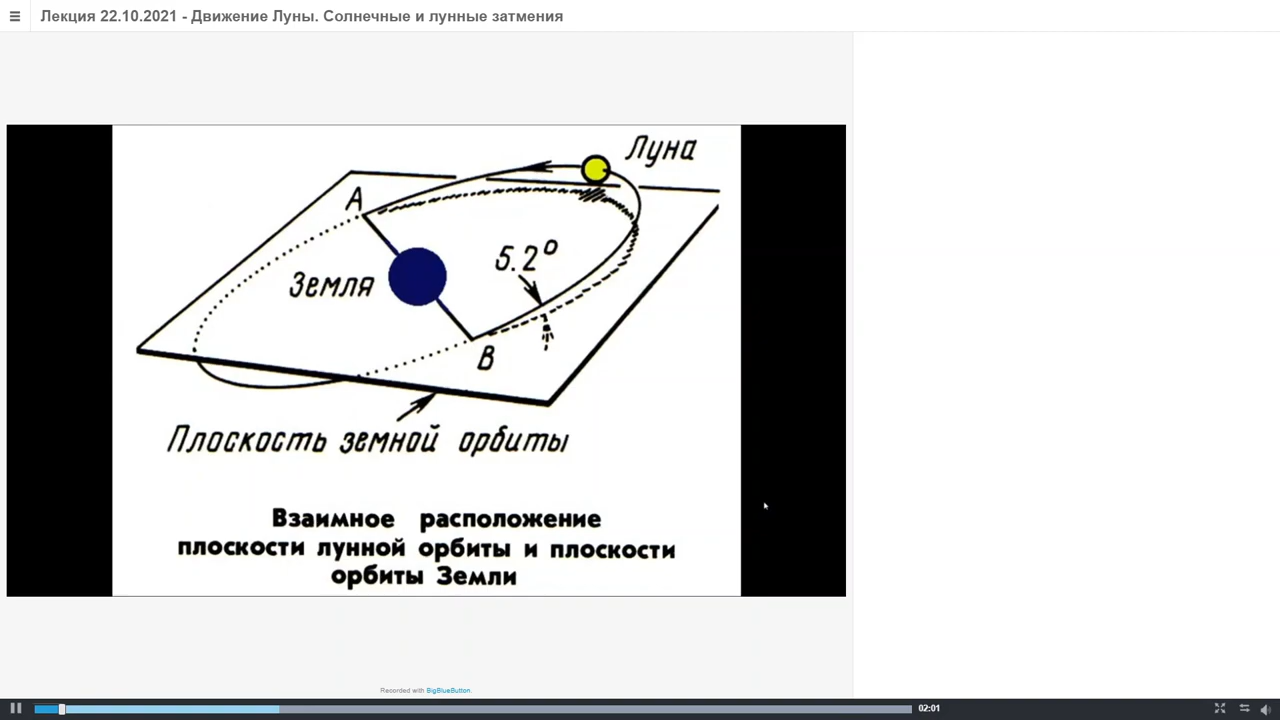 Лекция 22.10.2021 - Движение Луны. Солнечные и лунные затмения
Луна
A
5.2°
Земля
B
Плоскость земной орбиты
Взаимное расположение
плоскости лунной орбиты и плоскости
орбиты Земли
Recorded with BigBlueButton.
02:01